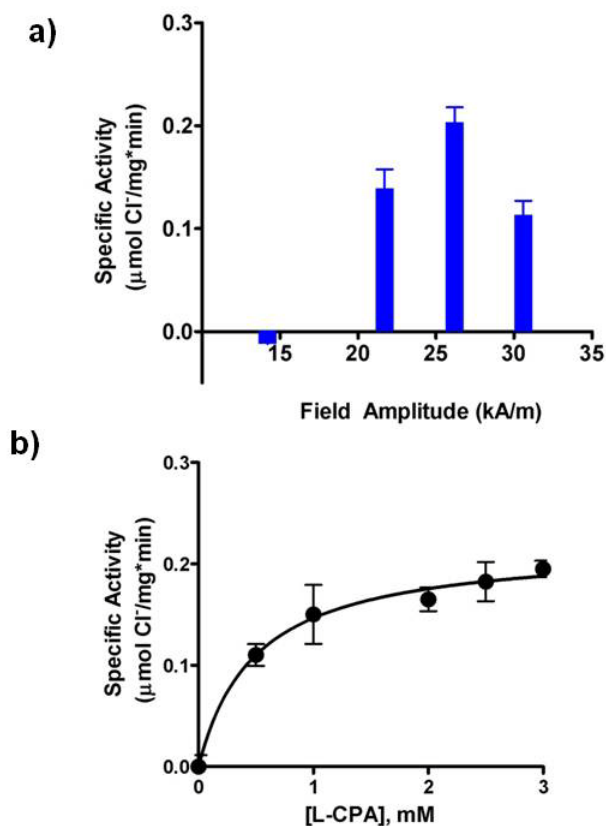 a)
Specific Activity
(μmol Cl⁻/mg*min)
0.3
0.2
0.1
0.0
15 20 25 30 35
Field Amplitude (kA/m)
b)
Specific Activity
(μmol Cl⁻/mg*min)
0.3
0.2
0.1
0.0
0 1 2 3
[L-CPA], mM